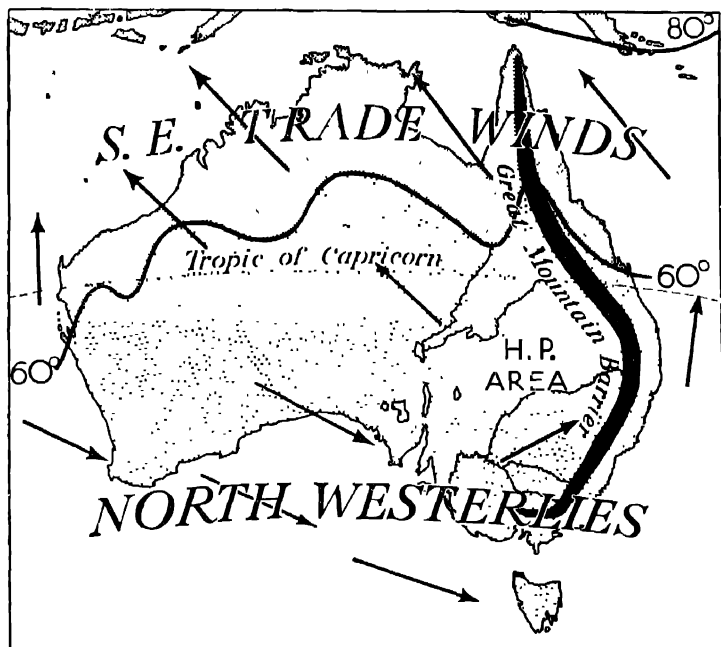 80°
S. E. TRADE WINDS
Great Mountain Barrier
Tropic of Capricorn
60°
60°
H.P.
AREA
NORTH WESTERLIES